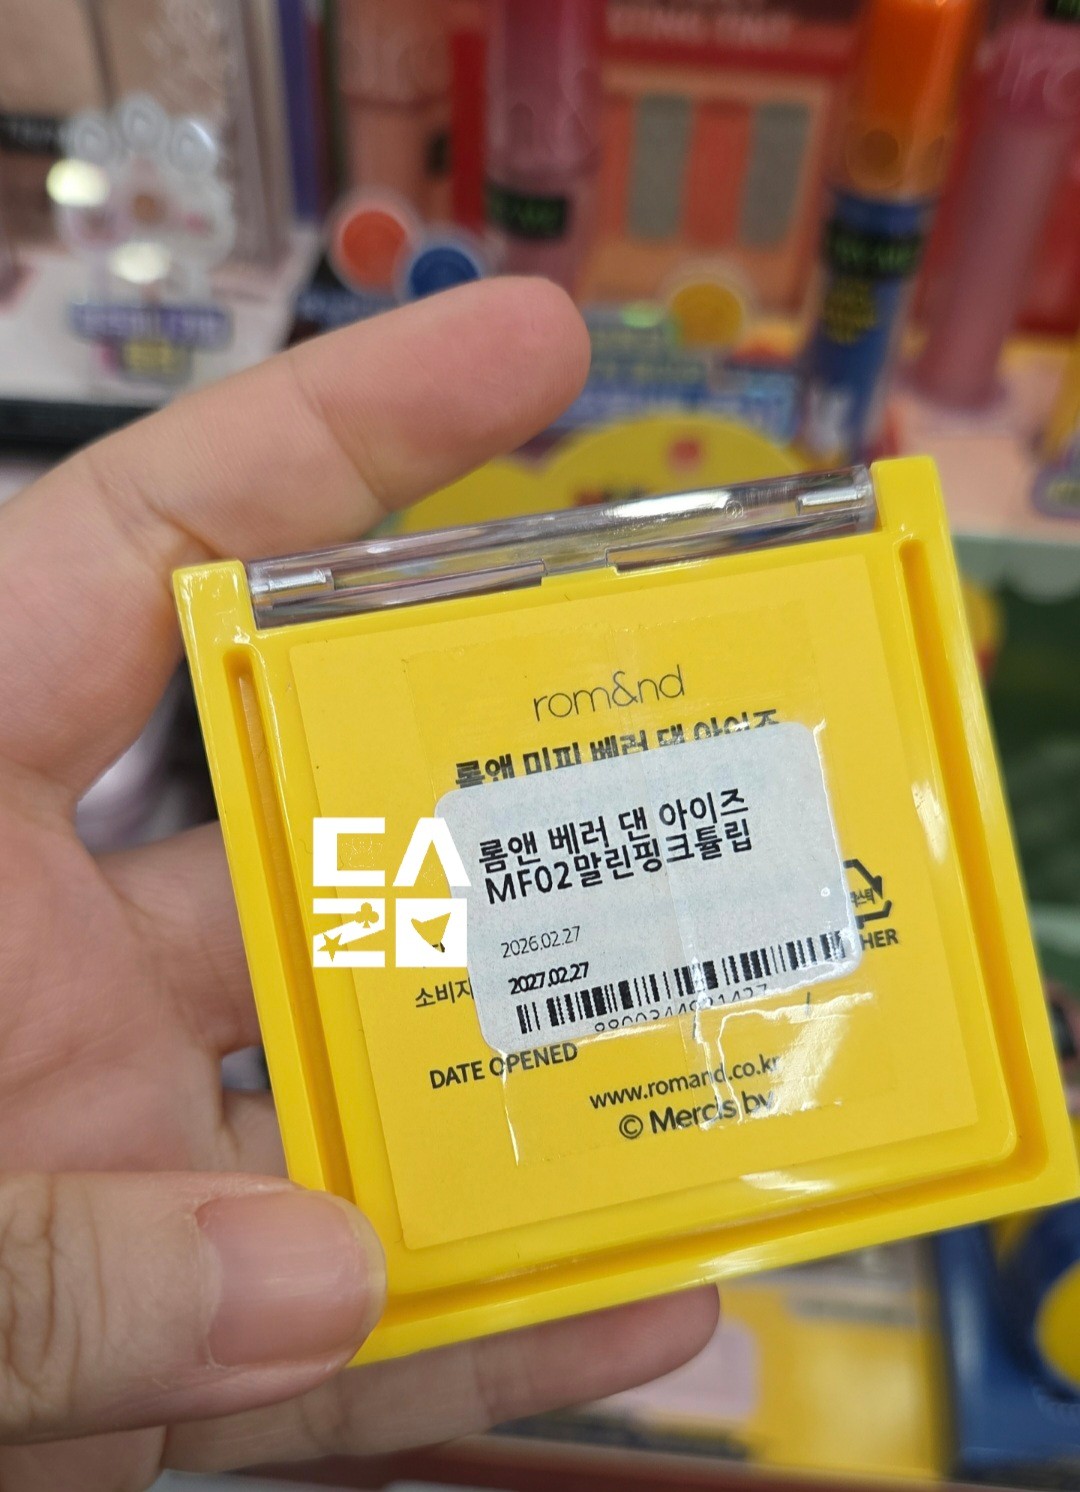 rom&nd
롬앤 미피 베러 댄 아이즈
롬앤 베러 댄 아이즈
MF02말린핑크튤립
2026.02.27
2027.02.27
소비자
HER
DATE OPENED
www.romand.co.kr
© Mercis bv
CA